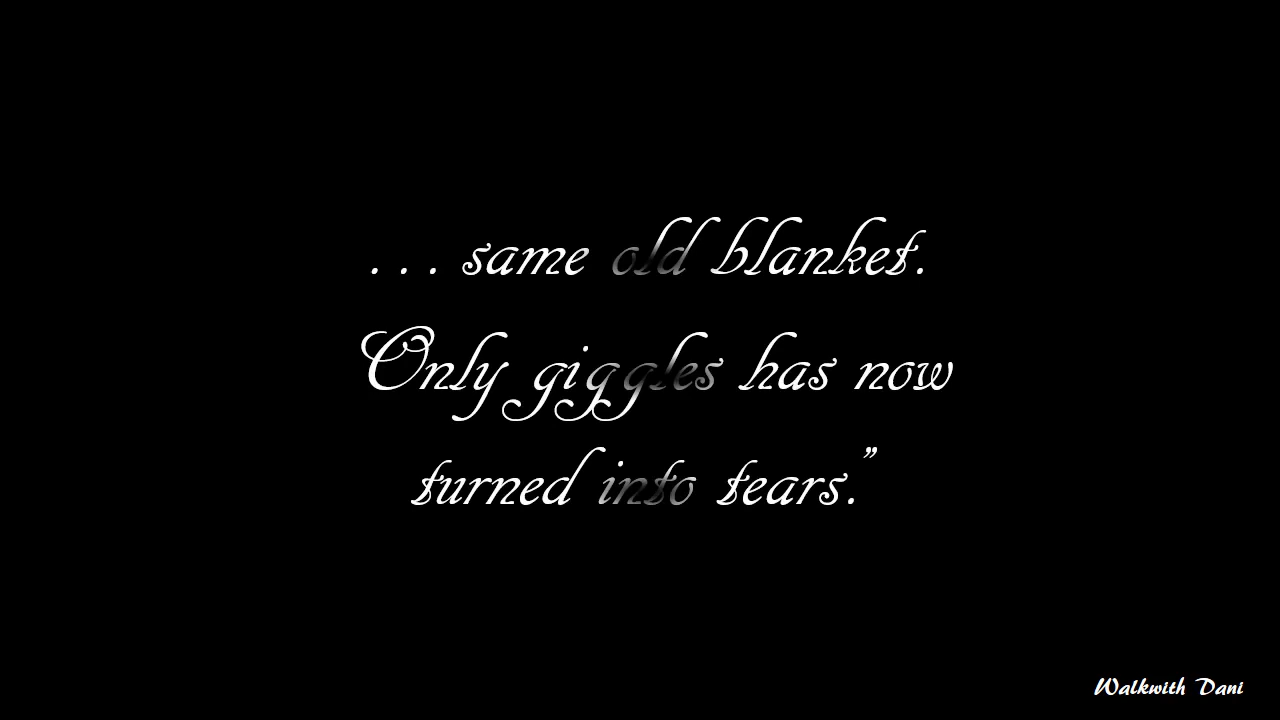 ... same old blanket.
Only giggles has now
turned into tears.”
Walkwith Dani